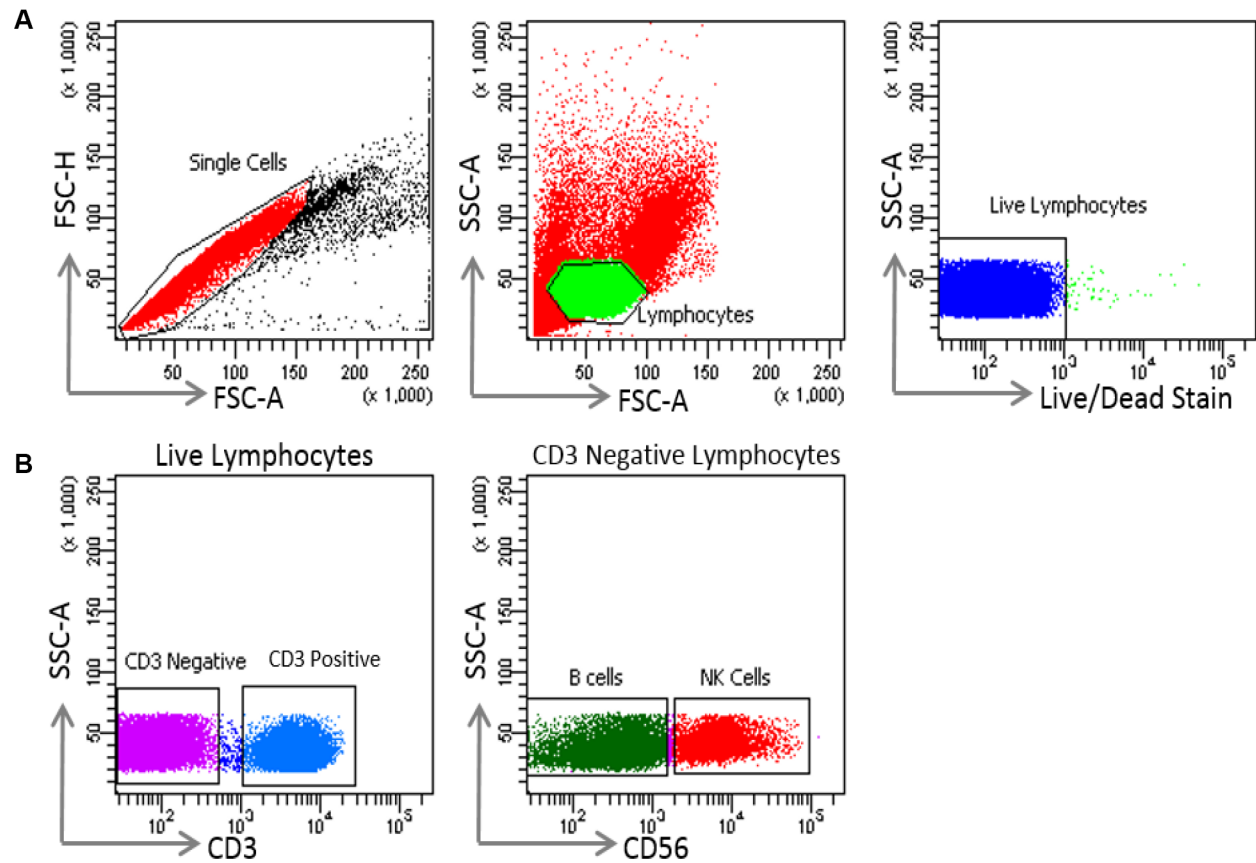 A
FSC-H
(x 1,000)
50 100 150 200 250
Single Cells
50 100 150 200 250
FSC-A
(x 1,000)
SSC-A
(x 1,000)
50 100 150 200 250
Lymphocytes
50 100 150 200 250
FSC-A
(x 1,000)
SSC-A
(x 1,000)
50 100 150 200 250
Live Lymphocytes
10² 10³ 10⁴ 10⁵
Live/Dead Stain
B
Live Lymphocytes
SSC-A
(x 1,000)
50 100 150 200 250
CD3 Negative
CD3 Positive
10² 10³ 10⁴ 10⁵
CD3
CD3 Negative Lymphocytes
SSC-A
(x 1,000)
50 100 150 200 250
B cells
NK Cells
10² 10³ 10⁴ 10⁵
CD56